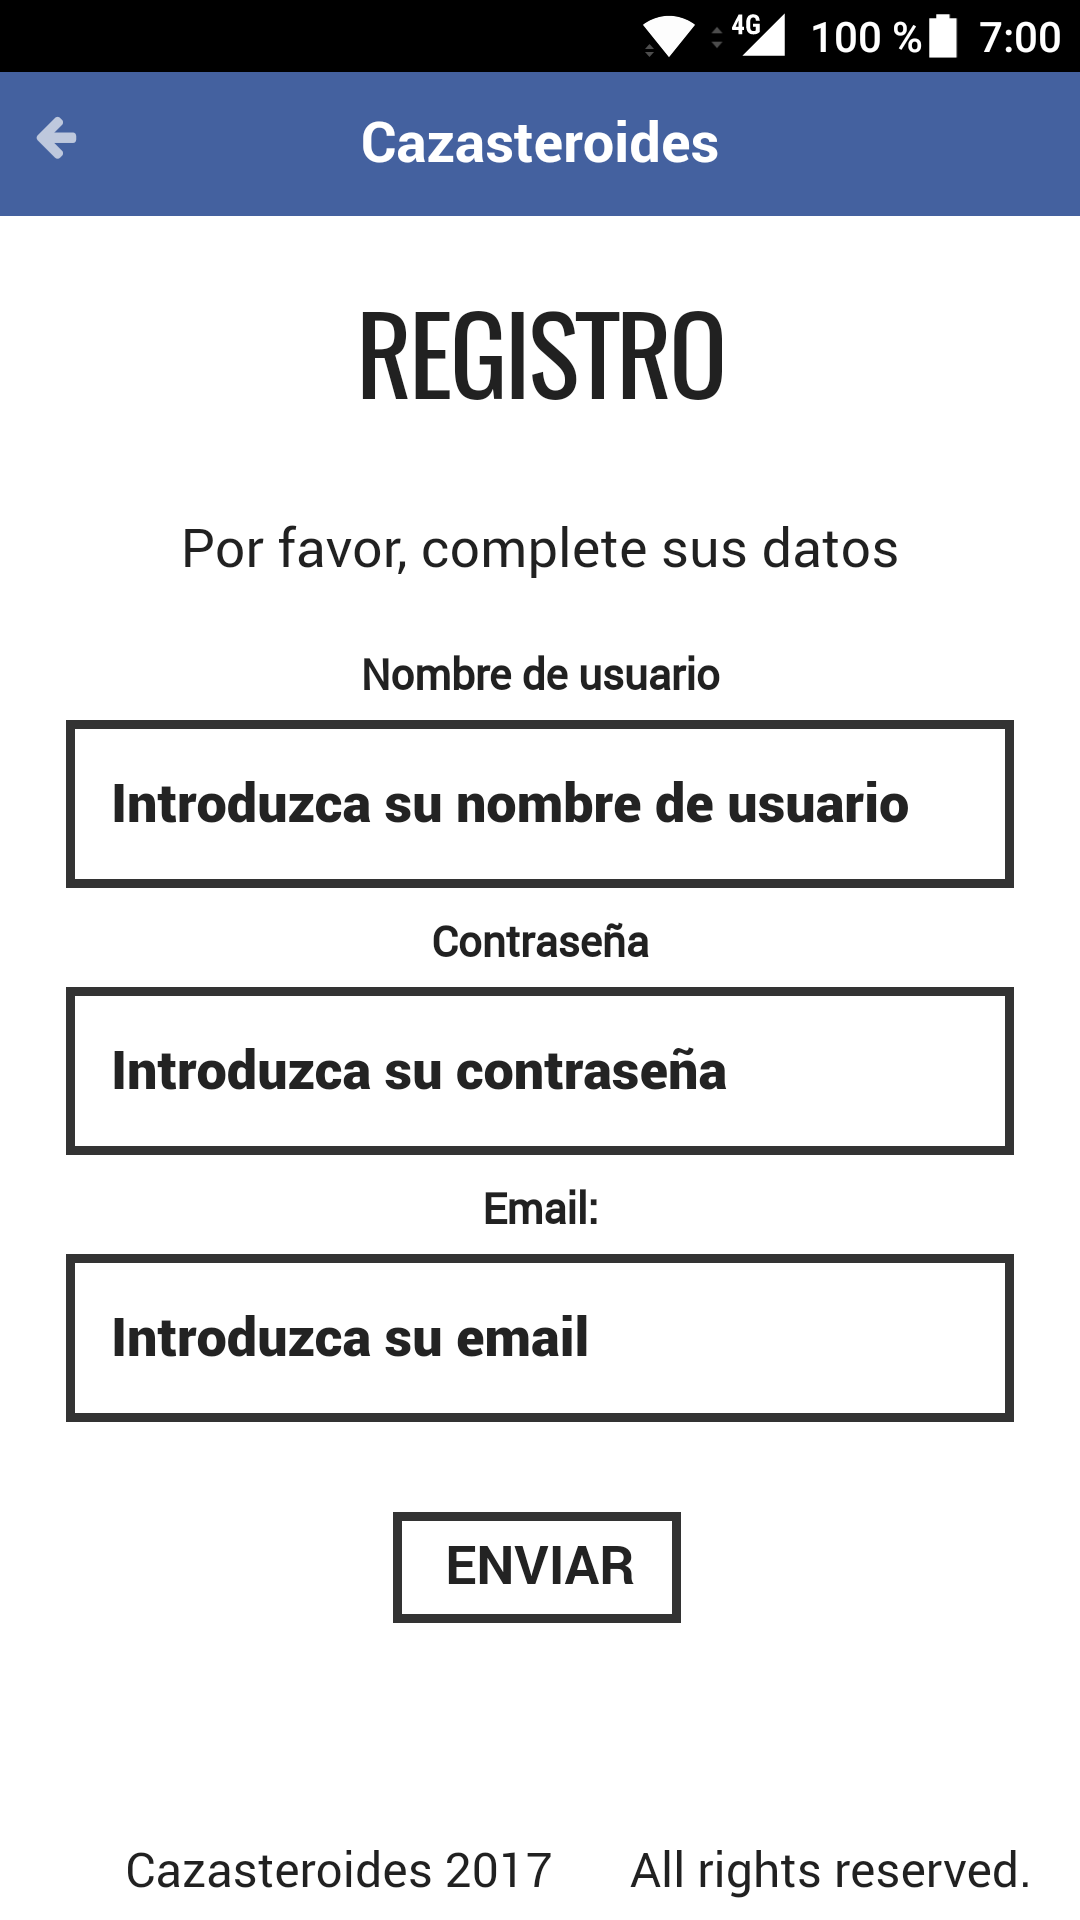 4G 100 % 7:00
Cazasteroides
REGISTRO
Por favor, complete sus datos
Nombre de usuario
Introduzca su nombre de usuario
Contraseña
Introduzca su contraseña
Email:
Introduzca su email
ENVIAR
Cazasteroides 2017 All rights reserved.